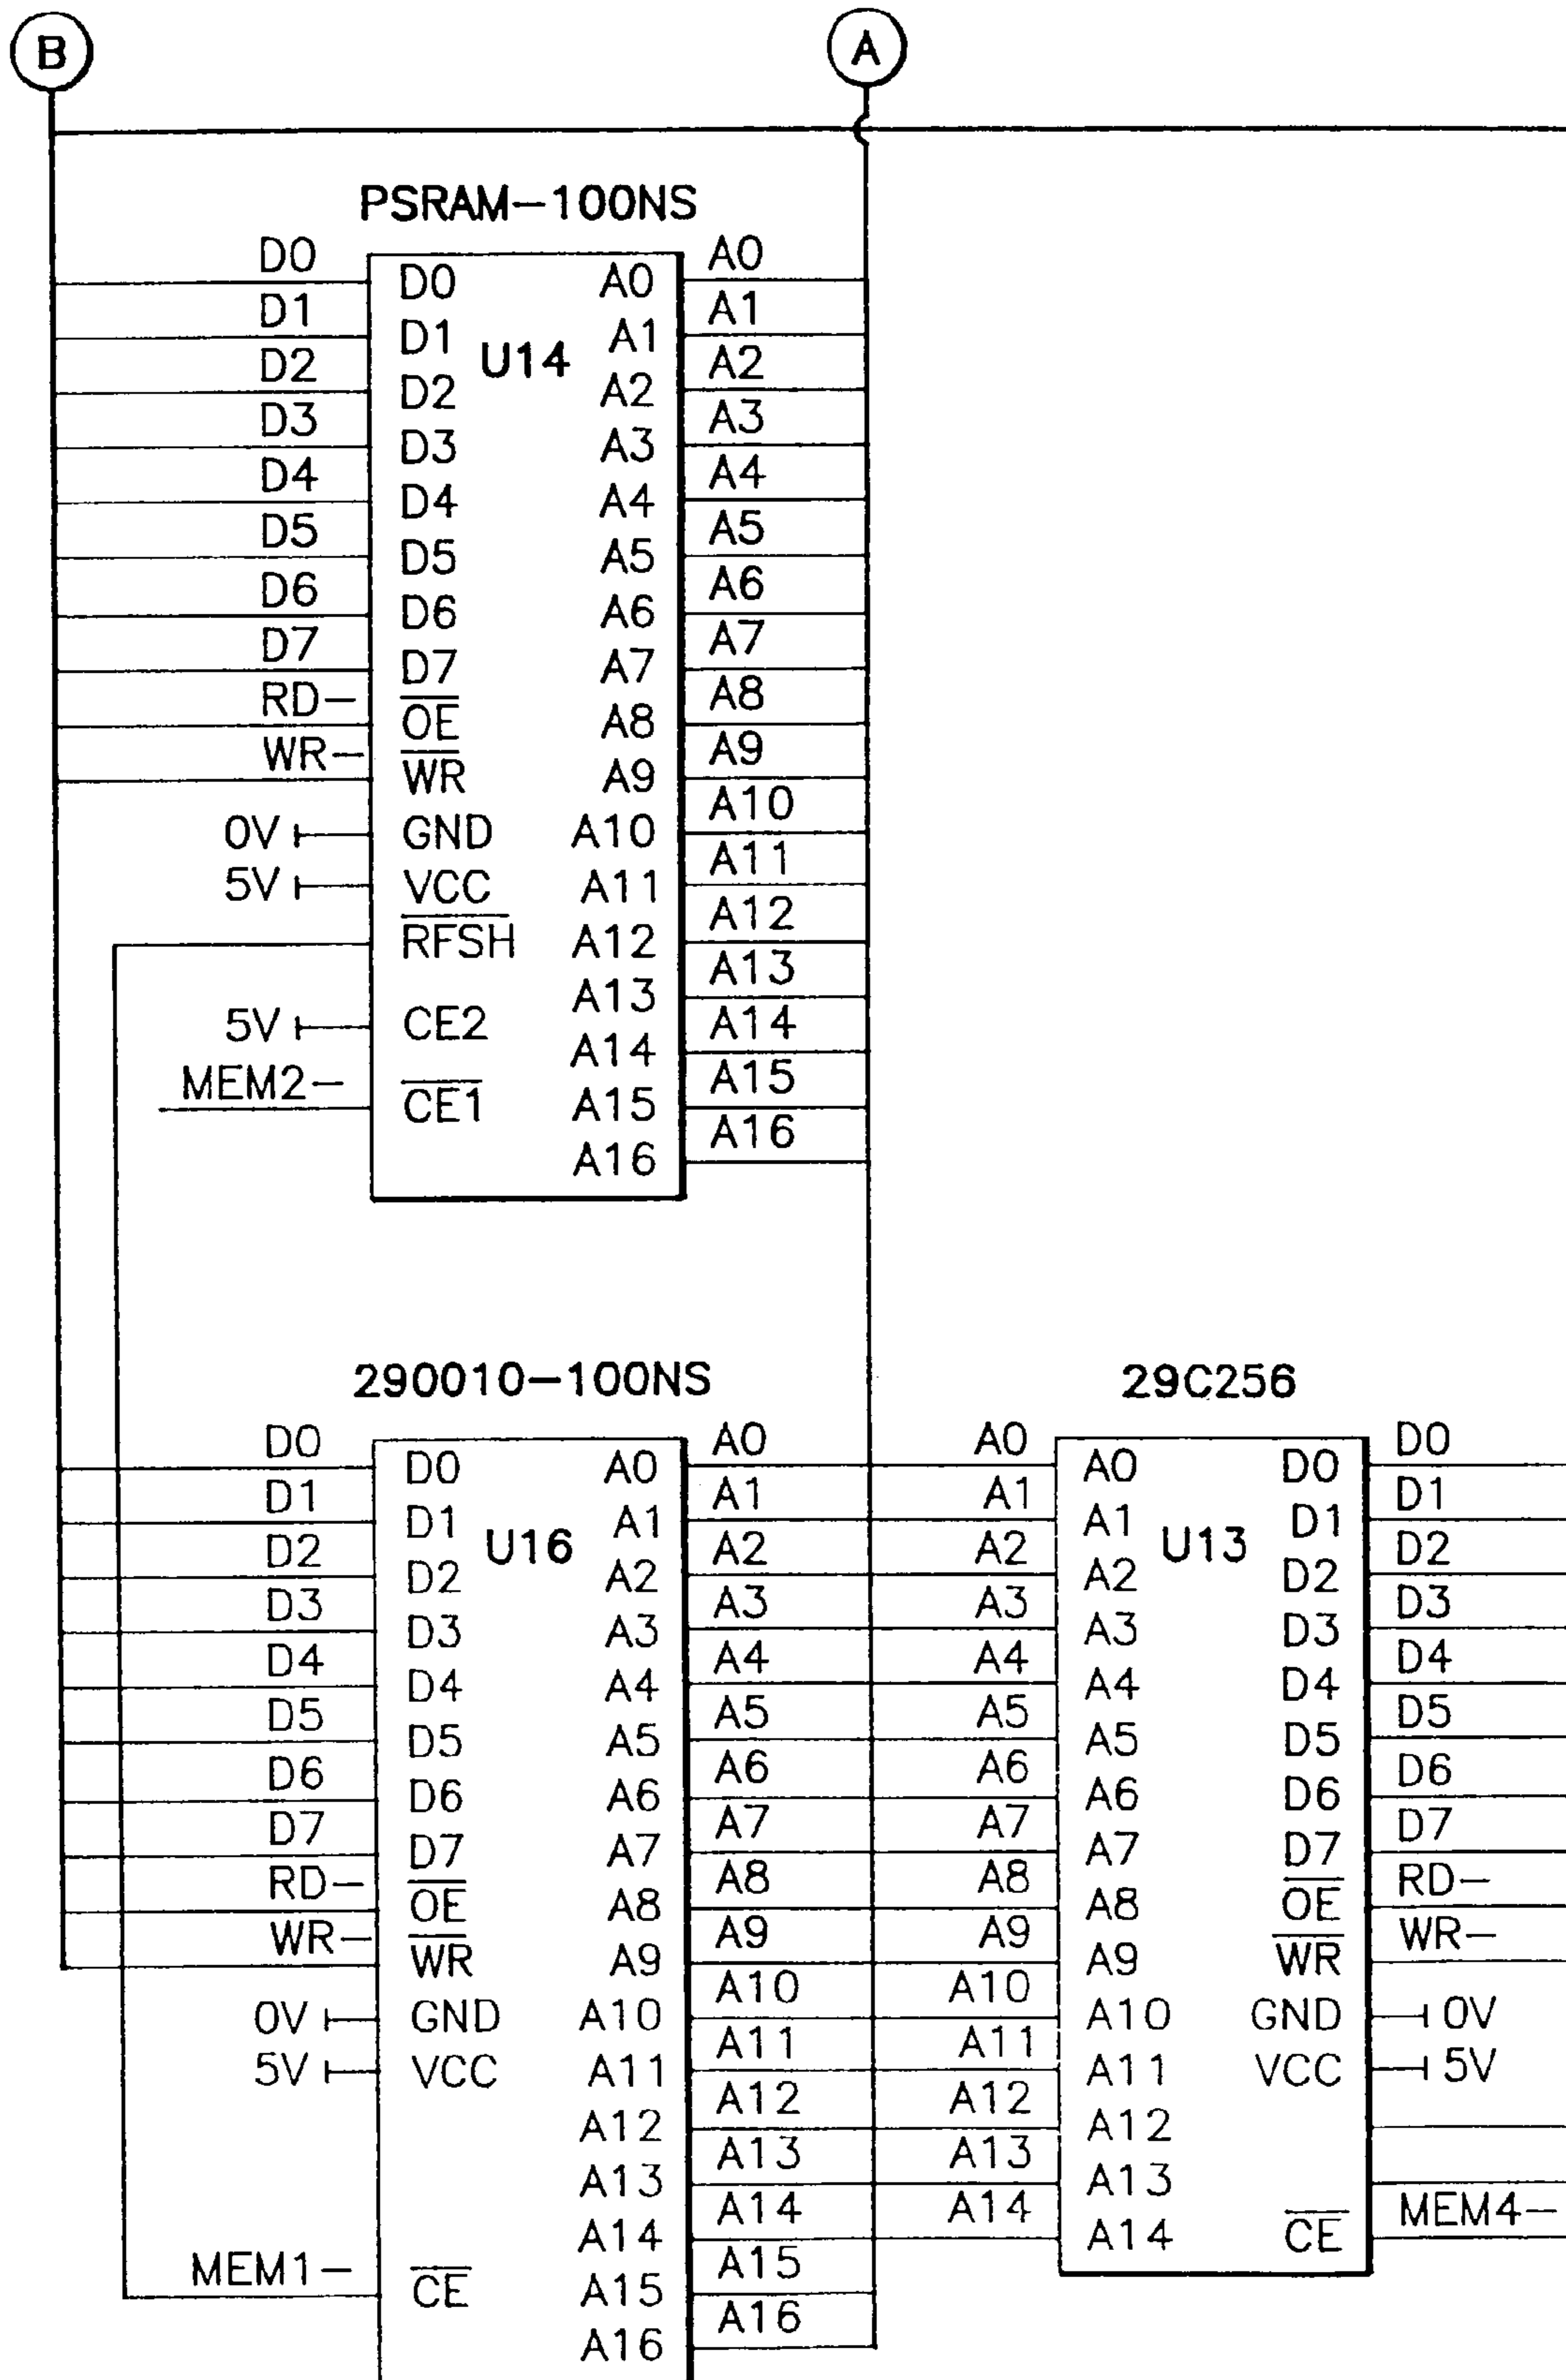 B A
PSRAM-100NS
D0 A0
D0 A0
D1 A1
D1 U14 A1
D2 A2
D2 A2
D3 A3
D3 A3
D4 A4
D4 A4
D5 A5
D5 A5
D6 A6
D6 A6
D7 A7
D7 A7
RD- A8
OE A8
WR- A9
WR A9
A10
0V GND A10
A11
5V VCC A11
A12
RFSH A12
A13
A13
5V CE2 A14
A14
MEM2- A15
CE1 A15
A16
A16
290010-100NS 29C256
D0 A0 A0 D0
D0 A0 A0 D0
D1 A1 A1 D1
D1 U16 A1 A1 U13 D1
D2 A2 A2 D2
D2 A2 A2 D2
D3 A3 A3 D3
D3 A3 A3 D3
D4 A4 A4 D4
D4 A4 A4 D4
D5 A5 A5 D5
D5 A5 A5 D5
D6 A6 A6 D6
D6 A6 A6 D6
D7 A7 A7 D7
D7 A7 A7 D7
RD- A8 A8 RD-
OE A8 A8 OE
WR- A9 A9 WR-
WR A9 A9 WR
A10 A10
0V GND A10 A10 GND 0V
A11 A11
5V VCC A11 A11 VCC 5V
A12 A12
A12 A12
A13 A13
A13 A13
A14 A14 MEM4-
A14 A14 CE
MEM1- A15
CE A15
A16
A16